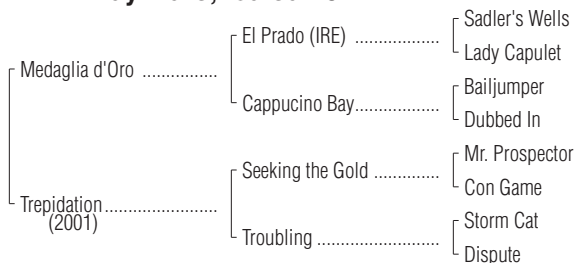 Sadler's Wells
El Prado (IRE) ...................
Lady Capulet
Medaglia d'Oro .................
Bailjumper
Cappucino Bay...................
Dubbed In
Mr. Prospector
Seeking the Gold ...............
Con Game
Trepidation.........................
(2001)
Storm Cat
Troubling ...........................
Dispute